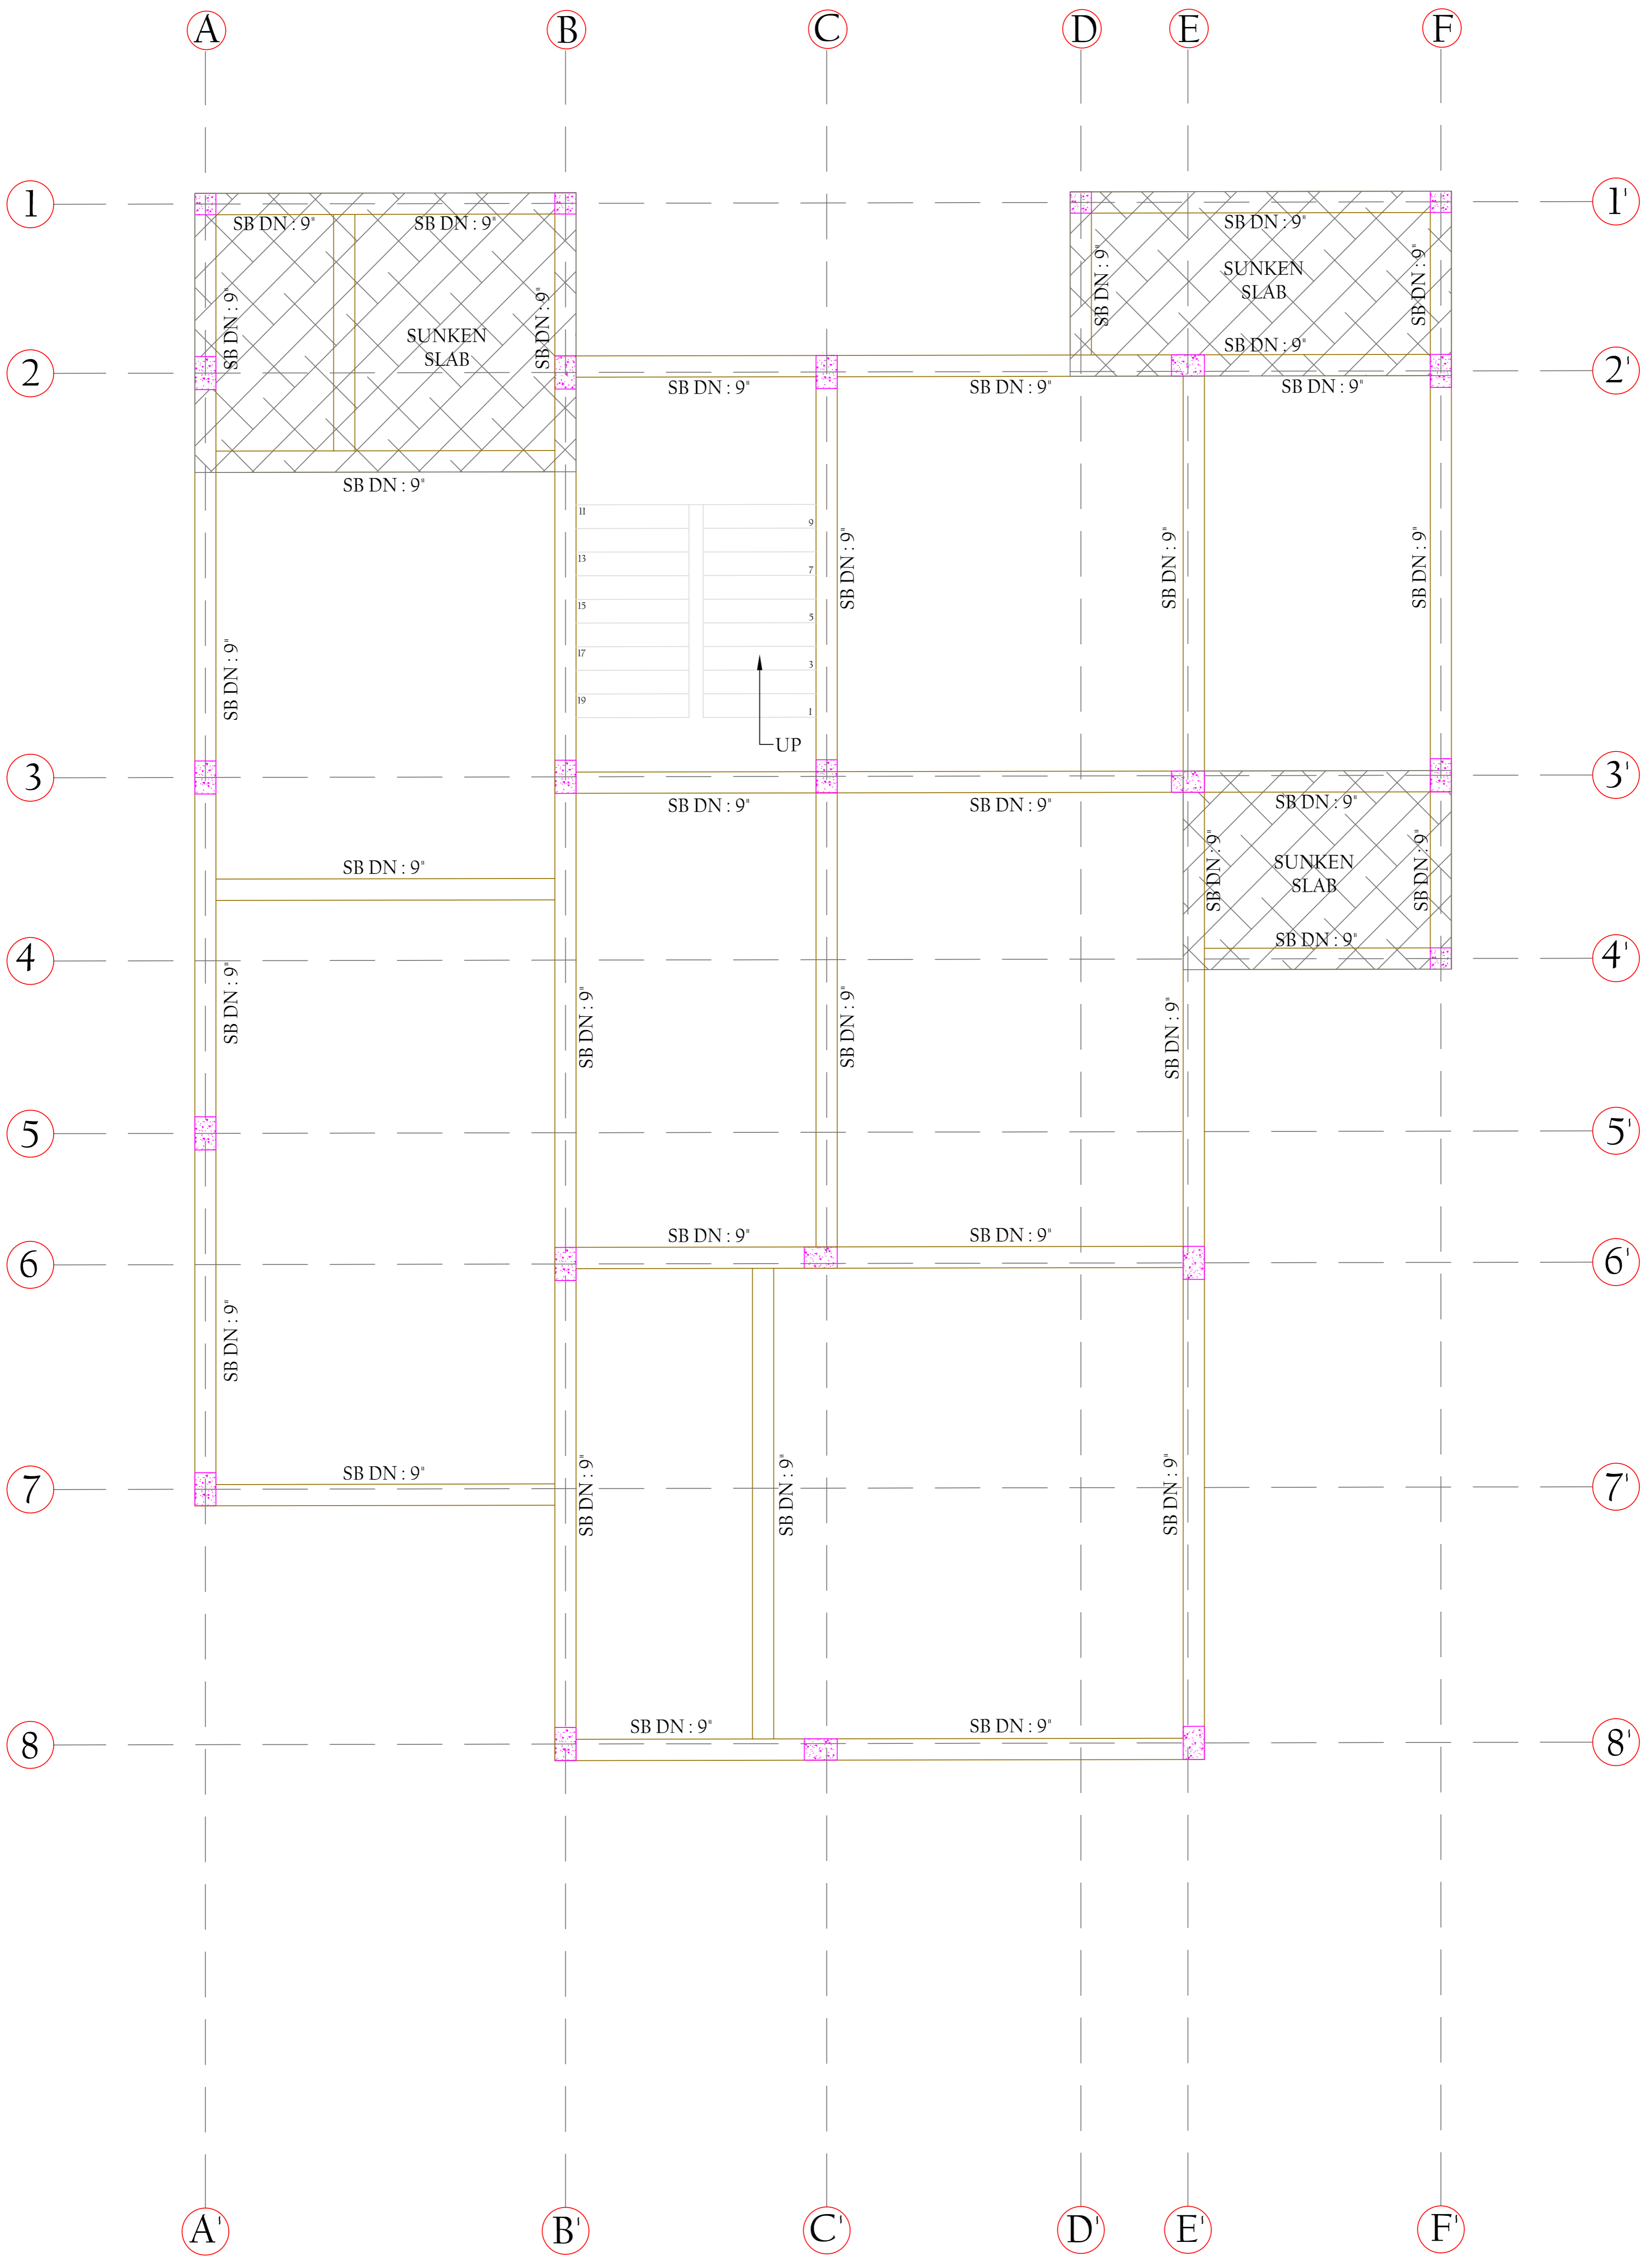 A
B
C
D
E
F
1
1'
SB DN : 9"
SB DN : 9"
SB DN : 9"
SB DN : 9"
SB DN : 9"
SB DN : 9"
SB DN : 9"
SUNKEN
SLAB
SUNKEN
SLAB
SB DN : 9"
SB DN : 9"
2
2'
SB DN : 9"
SB DN : 9"
SB DN : 9"
SB DN : 9"
11
9
13
7
15
5
17
3
19
1
UP
SB DN : 9"
SB DN : 9"
SB DN : 9"
SB DN : 9"
3
3'
SB DN : 9"
SB DN : 9"
SB DN : 9"
SB DN : 9"
SUNKEN
SLAB
SB DN : 9"
SB DN : 9"
SB DN : 9"
4
4'
SB DN : 9"
SB DN : 9"
SB DN : 9"
SB DN : 9"
5
5'
SB DN : 9"
SB DN : 9"
6
6'
SB DN : 9"
SB DN : 9"
7
7'
SB DN : 9"
SB DN : 9"
SB DN : 9"
SB DN : 9"
SB DN : 9"
8
8'
A'
B'
C'
D'
E'
F'